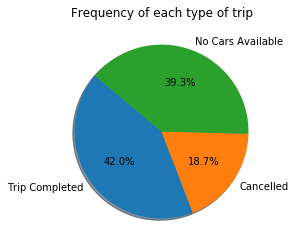 Frequency of each type of trip
No Cars Available
39.3%
42.0%
18.7%
Trip Completed
Cancelled